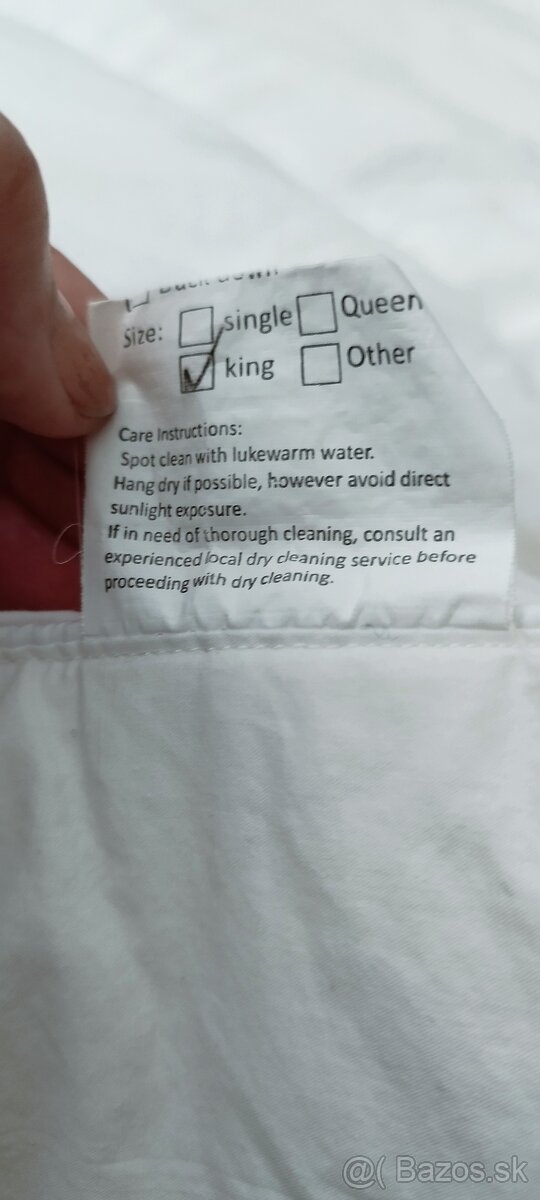 Size: single Queen
king Other
Care Instructions:
Spot clean with lukewarm water.
Hang dry if possible, however avoid direct
sunlight exposure.
If in need of thorough cleaning, consult an
experienced local dry cleaning service before
proceeding with dry cleaning.
@( Bazos.sk